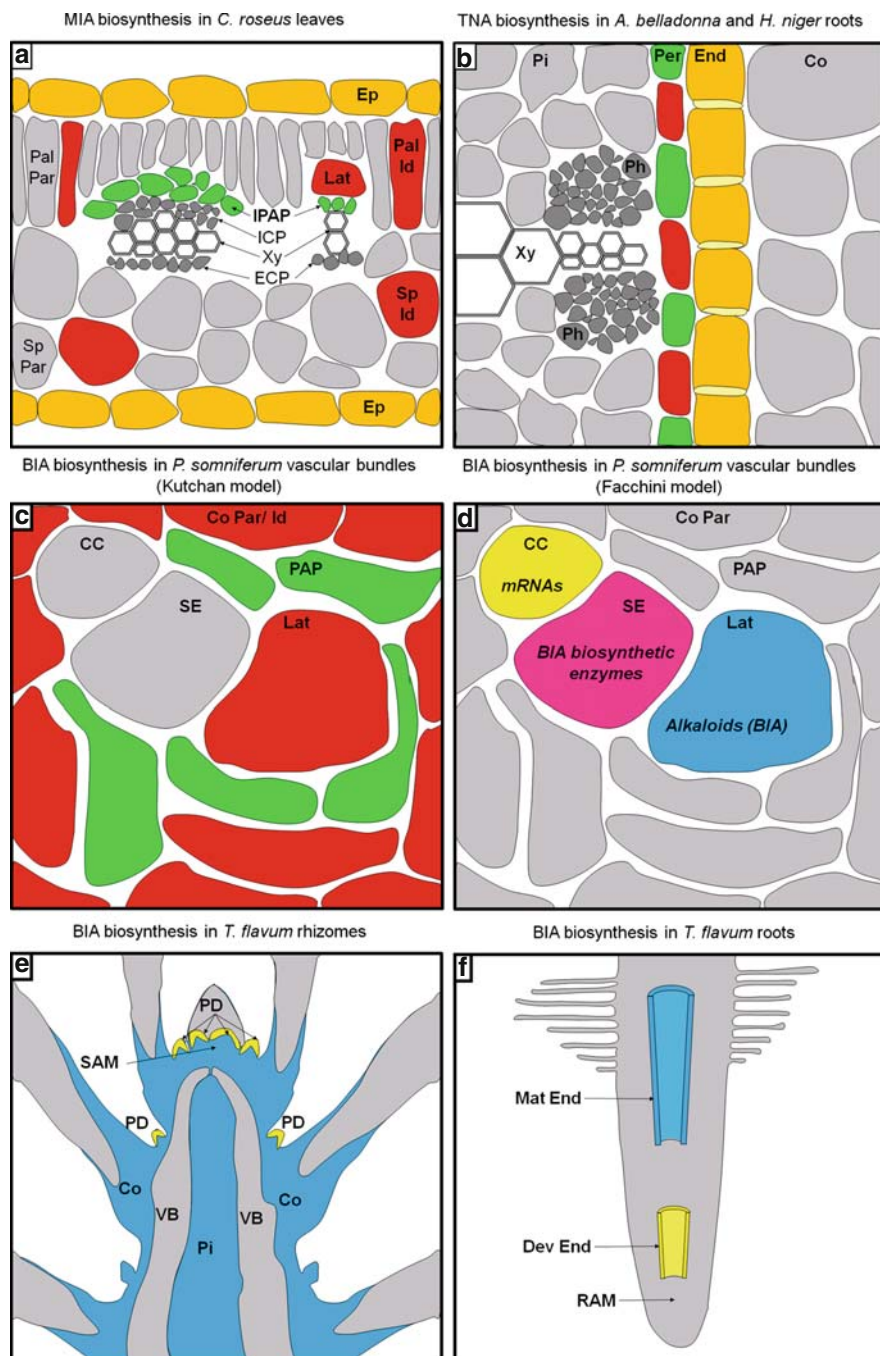 MIA biosynthesis in C. roseus leaves
TNA biosynthesis in A. belladonna and H. niger roots
a
Ep
Pal
Par
Pal
Id
Lat
IPAP
ICP
Xy
ECP
Sp
Id
Sp
Par
Ep
b
Pi
Per
End
Co
Ph
Xy
Ph
BIA biosynthesis in P. somniferum vascular bundles
(Kutchan model)
BIA biosynthesis in P. somniferum vascular bundles
(Facchini model)
c
Co Par/ Id
CC
PAP
SE
Lat
d
Co Par
CC
mRNAs
PAP
SE
BIA biosynthetic
enzymes
Lat
Alkaloids (BIA)
BIA biosynthesis in T. flavum rhizomes
BIA biosynthesis in T. flavum roots
e
PD
SAM
PD
PD
Co
Co
VB
VB
Pi
f
Mat End
Dev End
RAM